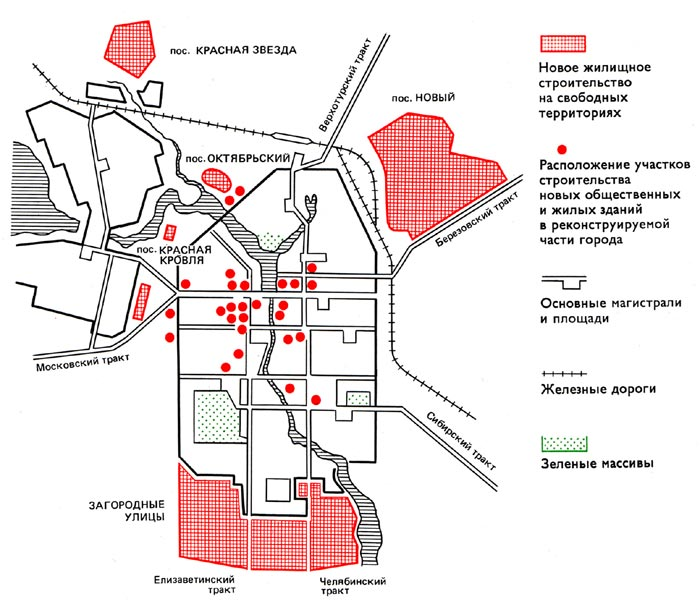 пос. КРАСНАЯ ЗВЕЗДА
Верхотурский тракт
пос. НОВЫЙ
пос. ОКТЯБРЬСКИЙ
Березовский тракт
пос. КРАСНАЯ
КРОВЛЯ
Московский тракт
Сибирский тракт
ЗАГОРОДНЫЕ
УЛИЦЫ
Елизаветинский
тракт
Челябинский
тракт
Новое жилищное
строительство
на свободных
территориях
Расположение участков
строительства
новых общественных
и жилых зданий
в реконструируемой
части города
Основные магистрали
и площади
Железные дороги
Зеленые массивы